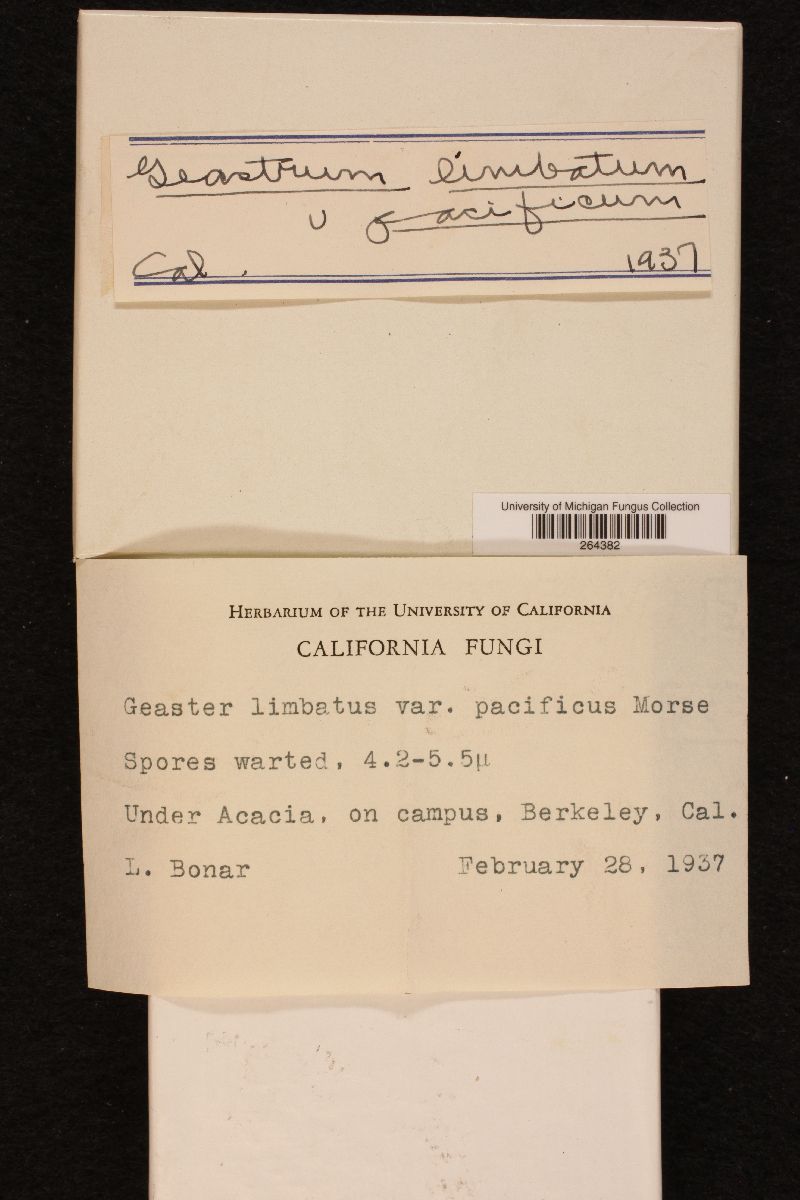 Geastrum limbatum
v pacificum
Cal. 1937
University of Michigan Fungus Collection
264382
HERBARIUM OF THE UNIVERSITY OF CALIFORNIA
CALIFORNIA FUNGI
Geaster limbatus var. pacificus Morse
Spores warted, 4.2-5.5µ
Under Acacia, on campus, Berkeley, Cal.
L. Bonar February 28, 1937